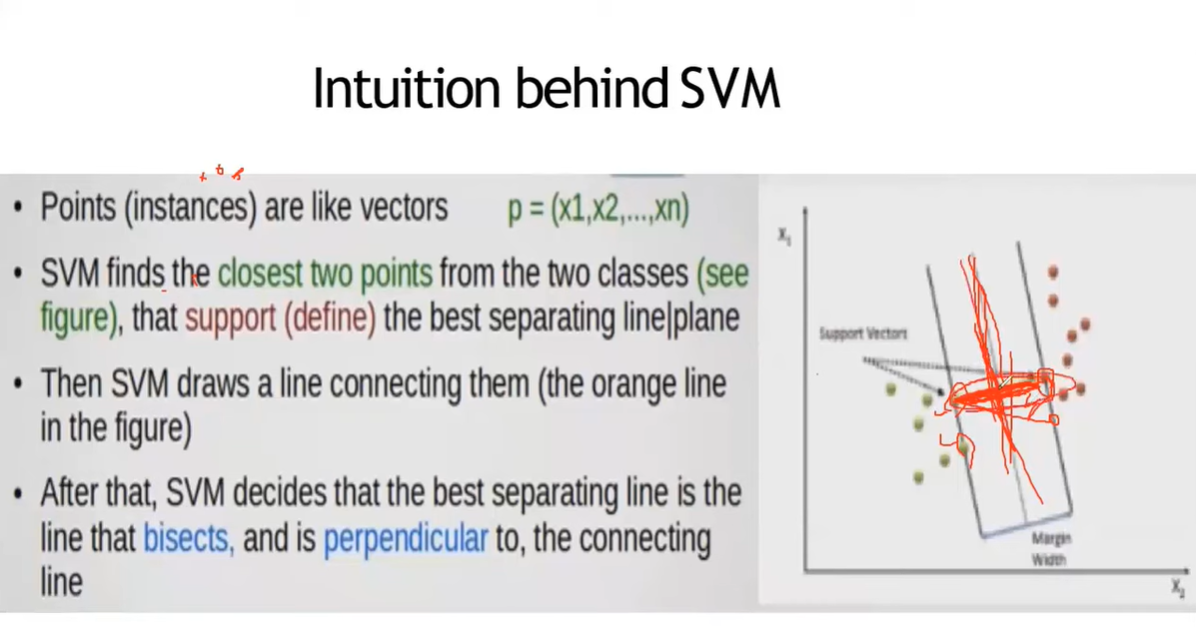 Intuition behind SVM
• Points (instances) are like vectors p = (x1,x2,...,xn)
• SVM finds the closest two points from the two classes (see
figure), that support (define) the best separating line|plane
• Then SVM draws a line connecting them (the orange line
in the figure)
• After that, SVM decides that the best separating line is the
line that bisects, and is perpendicular to, the connecting
line
X₁
Support Vectors
Margin
Width
X₂